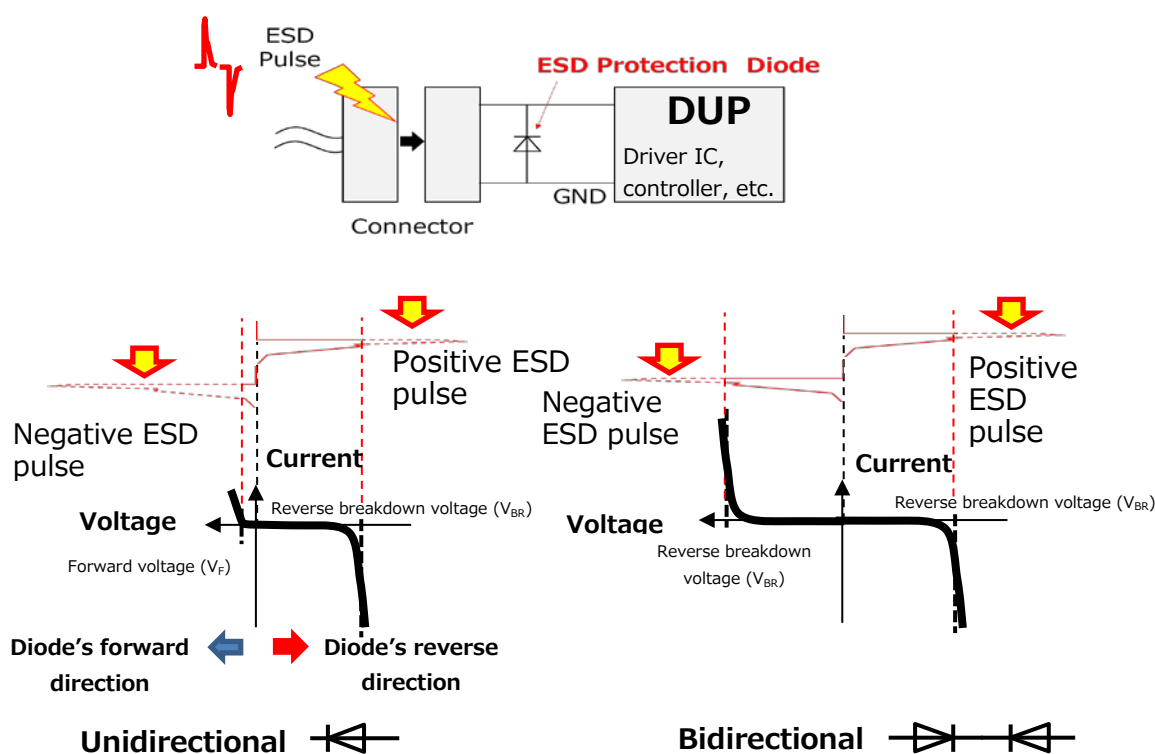 ESD
Pulse
ESD Protection Diode
DUP
Driver IC,
controller, etc.
GND
Connector
Positive ESD
pulse
Negative ESD
pulse
Current
Reverse breakdown voltage (VBR)
Voltage
Forward voltage (VF)
Diode’s forward
direction
Diode’s reverse
direction
Unidirectional
Positive
ESD
pulse
Negative
ESD pulse
Current
Reverse breakdown voltage (VBR)
Voltage
Reverse breakdown
voltage (VBR)
Bidirectional